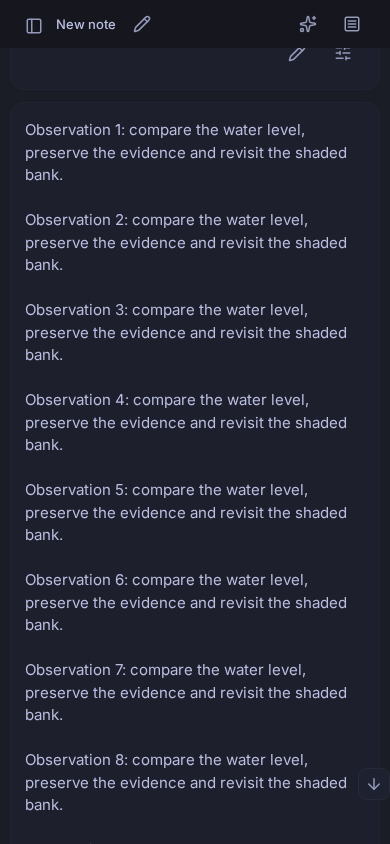 New note
Observation 1: compare the water level,
preserve the evidence and revisit the shaded
bank.
Observation 2: compare the water level,
preserve the evidence and revisit the shaded
bank.
Observation 3: compare the water level,
preserve the evidence and revisit the shaded
bank.
Observation 4: compare the water level,
preserve the evidence and revisit the shaded
bank.
Observation 5: compare the water level,
preserve the evidence and revisit the shaded
bank.
Observation 6: compare the water level,
preserve the evidence and revisit the shaded
bank.
Observation 7: compare the water level,
preserve the evidence and revisit the shaded
bank.
Observation 8: compare the water level,
preserve the evidence and revisit the shaded
bank.